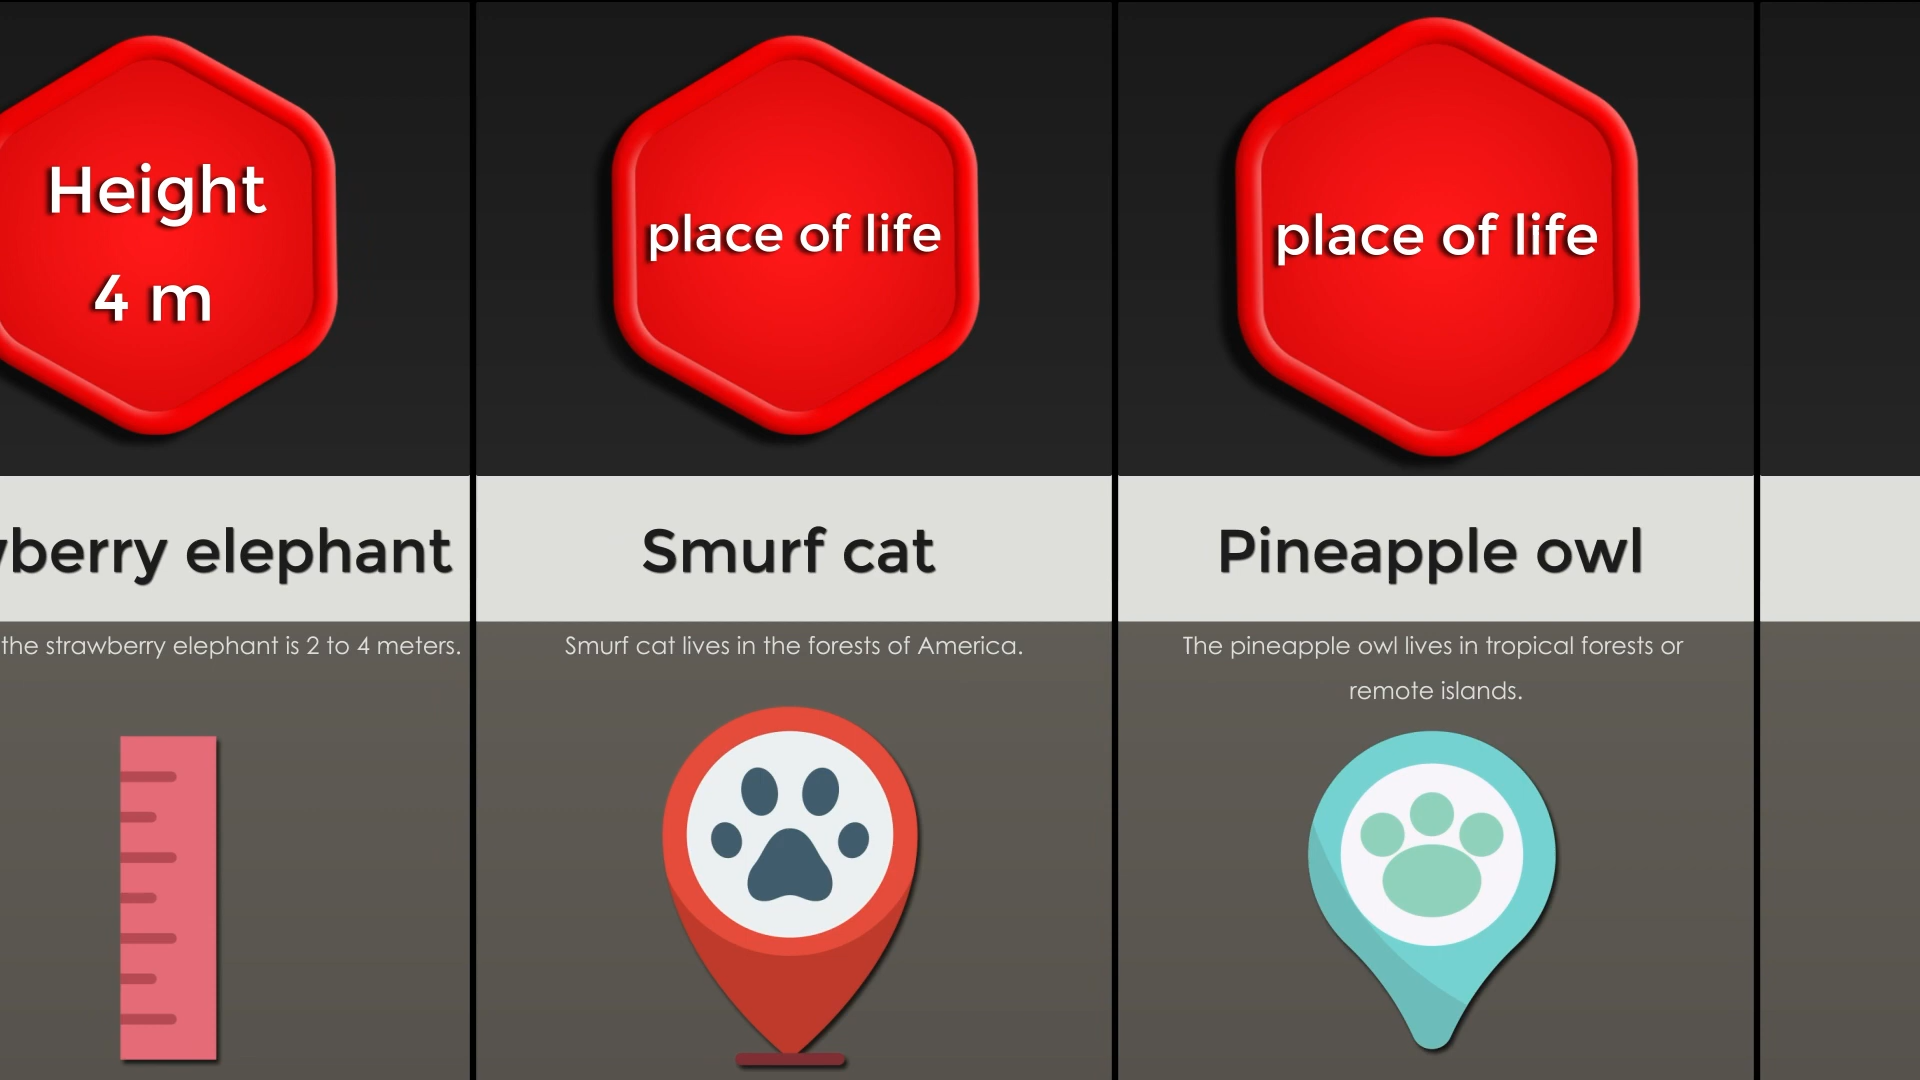 Height
4 m
berry elephant
the strawberry elephant is 2 to 4 meters.
place of life
Smurf cat
Smurf cat lives in the forests of America.
place of life
Pineapple owl
The pineapple owl lives in tropical forests or
remote islands.